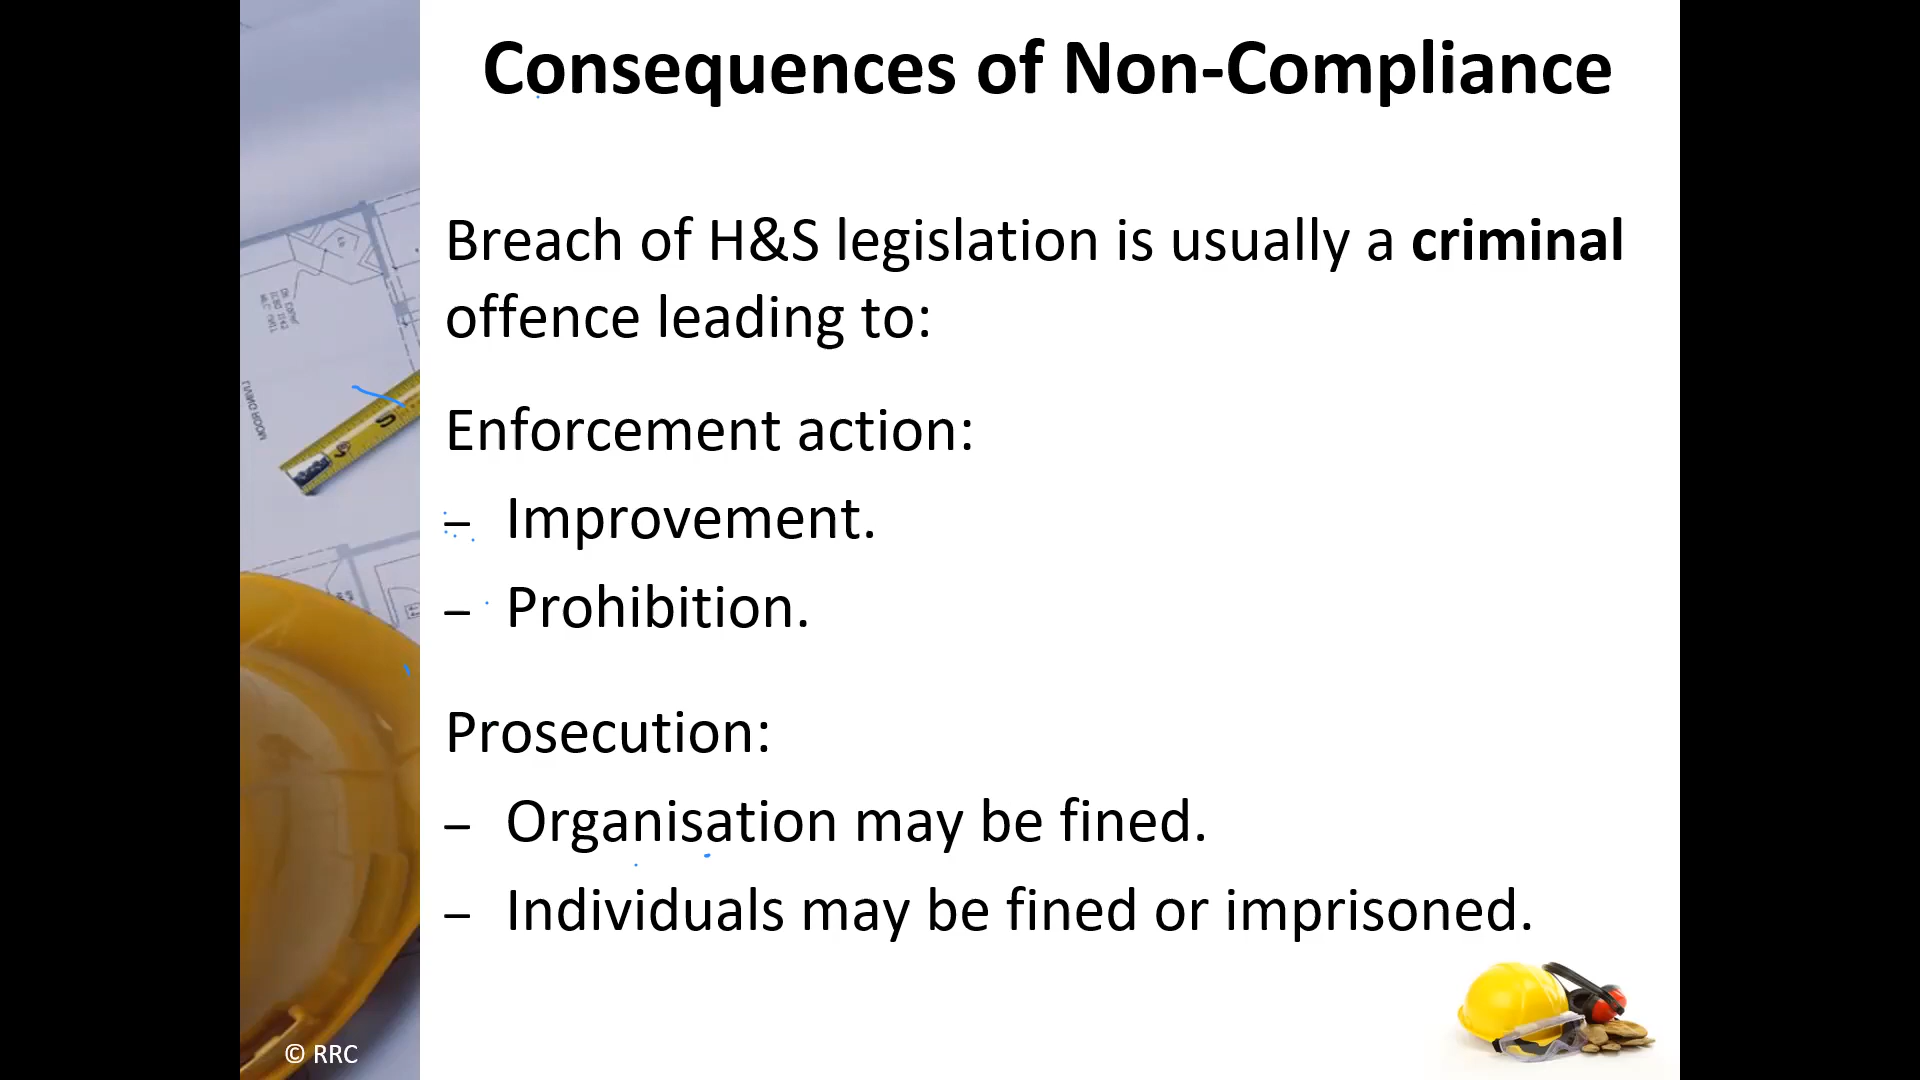 Consequences of Non-Compliance
Breach of H&S legislation is usually a criminal
offence leading to:
Enforcement action:
– Improvement.
– Prohibition.
Prosecution:
– Organisation may be fined.
– Individuals may be fined or imprisoned.
© RRC